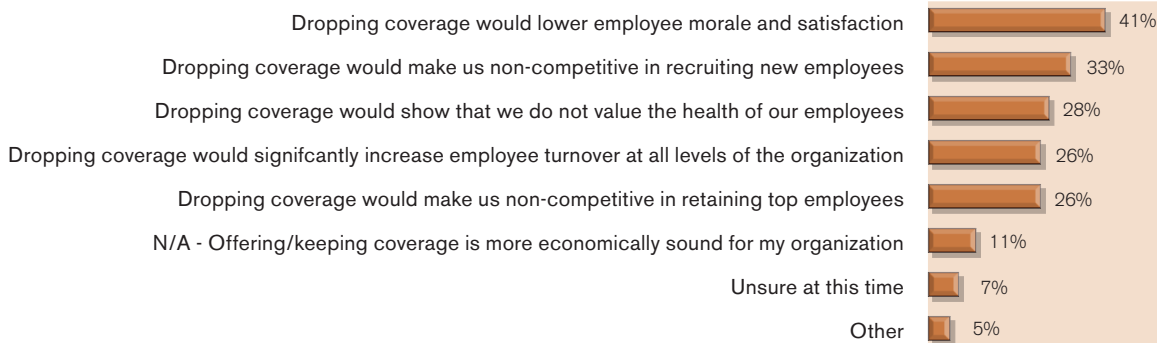 Dropping coverage would lower employee morale and satisfaction 41%
Dropping coverage would make us non-competitive in recruiting new employees 33%
Dropping coverage would show that we do not value the health of our employees 28%
Dropping coverage would signifcantly increase employee turnover at all levels of the organization 26%
Dropping coverage would make us non-competitive in retaining top employees 26%
N/A - Offering/keeping coverage is more economically sound for my organization 11%
Unsure at this time 7%
Other 5%